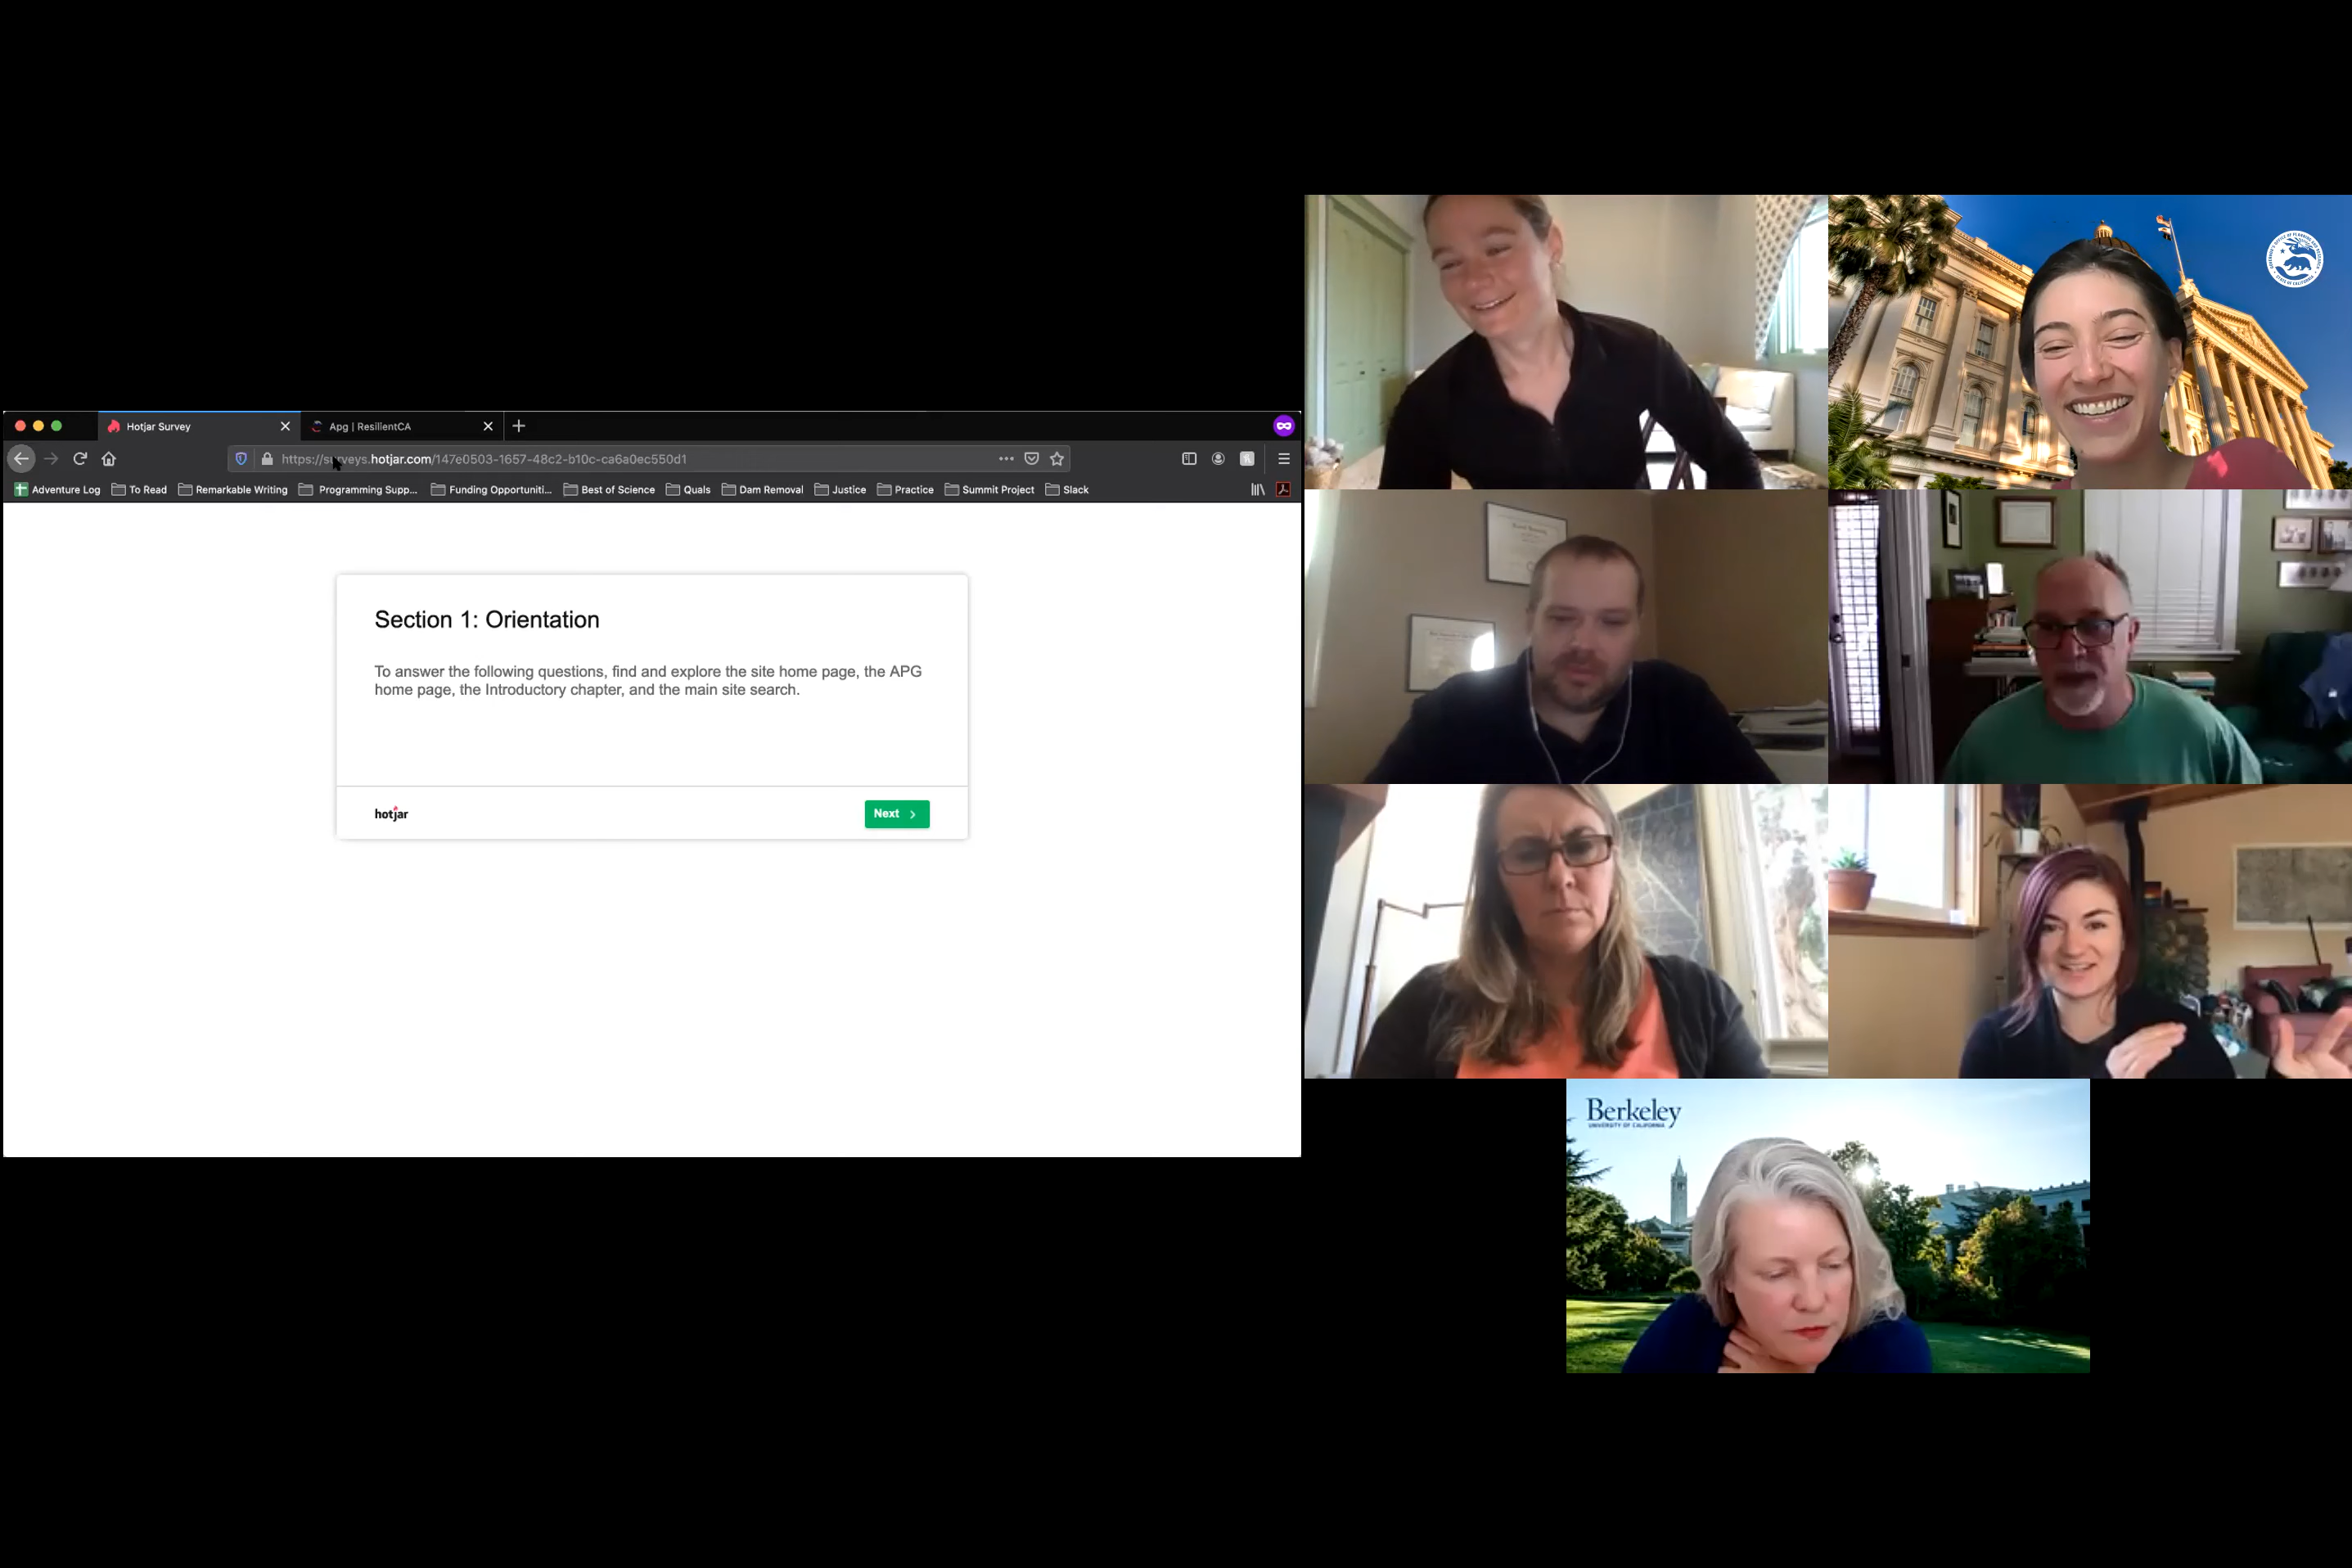 Hotjar Survey
Apg | ResilientCA
https://surveys.hotjar.com/147e0503-1657-48c2-b10c-ca6a0ec550d1
Adventure Log
To Read
Remarkable Writing
Programming Supp...
Funding Opportuniti...
Best of Science
Quals
Dam Removal
Justice
Practice
Summit Project
Slack
Section 1: Orientation
To answer the following questions, find and explore the site home page, the APG
home page, the Introductory chapter, and the main site search.
hotjar
Next
Berkeley
UNIVERSITY OF CALIFORNIA